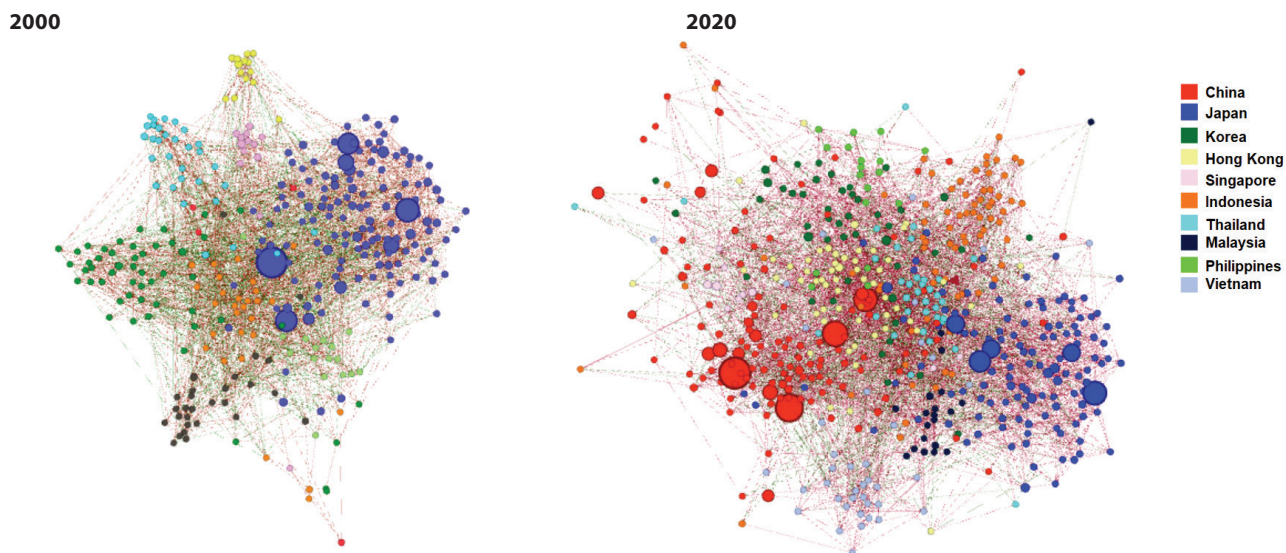 2000
2020
China
Japan
Korea
Hong Kong
Singapore
Indonesia
Thailand
Malaysia
Philippines
Vietnam